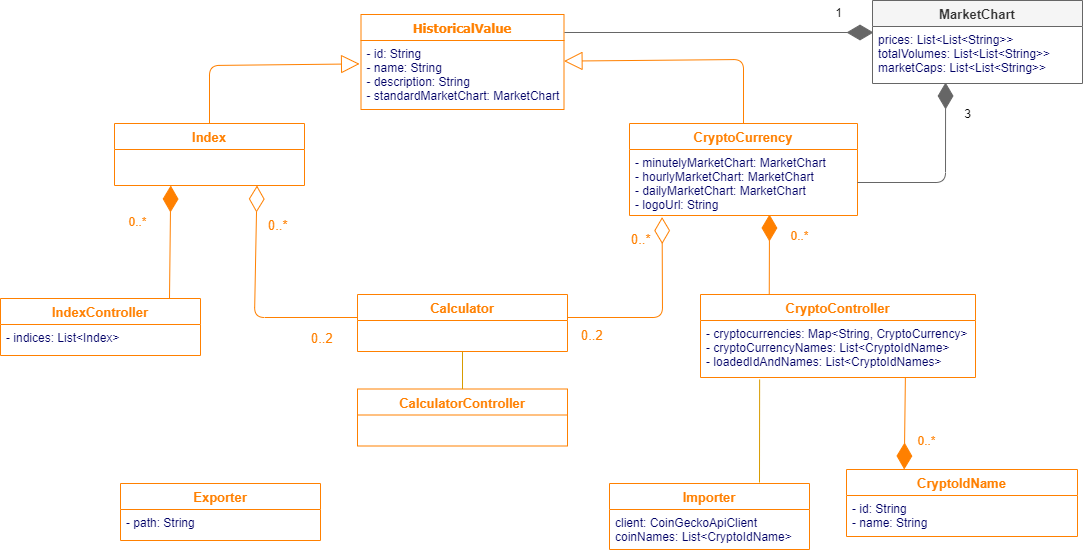 1
MarketChart
prices: List<List<String>>
totalVolumes: List<List<String>>
marketCaps: List<List<String>>
HistoricalValue
- id: String
- name: String
- description: String
- standardMarketChart: MarketChart
3
Index
CryptoCurrency
- minutelyMarketChart: MarketChart
- hourlyMarketChart: MarketChart
- dailyMarketChart: MarketChart
- logoUrl: String
0..*
0..*
0..*
0..*
IndexController
- indices: List<Index>
Calculator
0..2
0..2
CryptoController
- cryptocurrencies: Map<String, CryptoCurrency>
- cryptoCurrencyNames: List<CryptoIdName>
- loadedIdAndNames: List<CryptoIdNames>
CalculatorController
0..*
Exporter
- path: String
Importer
client: CoinGeckoApiClient
coinNames: List<CryptoIdName>
CryptoIdName
- id: String
- name: String